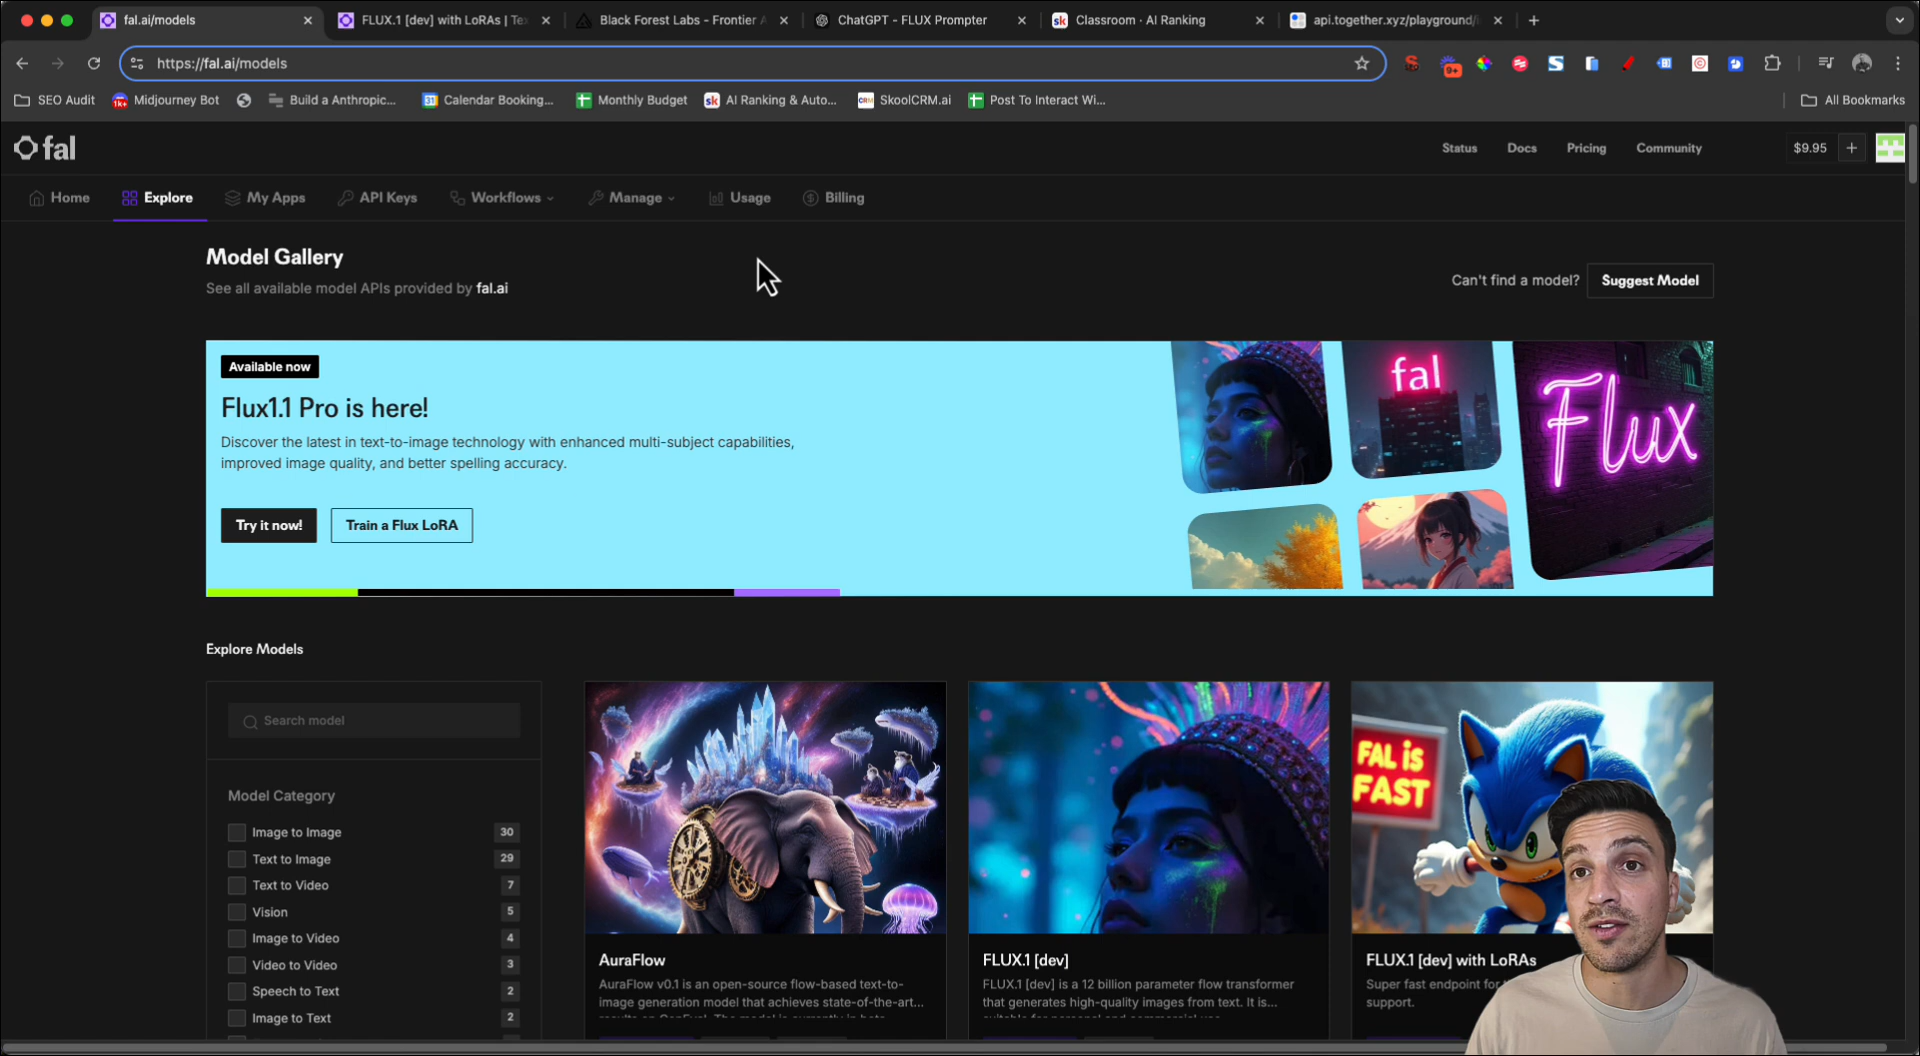 fal.ai/models
FLUX.1 [dev] with LoRAs | Tex
Black Forest Labs - Frontier A
ChatGPT - FLUX Prompter
Classroom · AI Ranking
api.together.xyz/playground/i
https://fal.ai/models
9+
SEO Audit
1k+
Midjourney Bot
Build a Anthropic...
31
Calendar Booking...
Monthly Budget
sk
AI Ranking & Auto...
CRM
SkoolCRM.ai
Post To Interact Wi...
All Bookmarks
fal
Status
Docs
Pricing
Community
$9.95
Home
Explore
My Apps
API Keys
Workflows
Manage
Usage
Billing
Model Gallery
See all available model APIs provided by fal.ai
Can't find a model?
Suggest Model
Available now
Flux1.1 Pro is here!
Discover the latest in text-to-image technology with enhanced multi-subject capabilities,
improved image quality, and better spelling accuracy.
Try it now!
Train a Flux LoRA
fal
Flux
Explore Models
Search model
Model Category
Image to Image 30
Text to Image 29
Text to Video 7
Vision 5
Image to Video 4
Video to Video 3
Speech to Text 2
Image to Text 2
AuraFlow
AuraFlow v0.1 is an open-source flow-based text-to-
image generation model that achieves state-of-the-art...
FLUX.1 [dev]
FLUX.1 [dev] is a 12 billion parameter flow transformer
that generates high-quality images from text. It is...
FAL is
FAST
FLUX.1 [dev] with LoRAs
Super fast endpoint for
support.